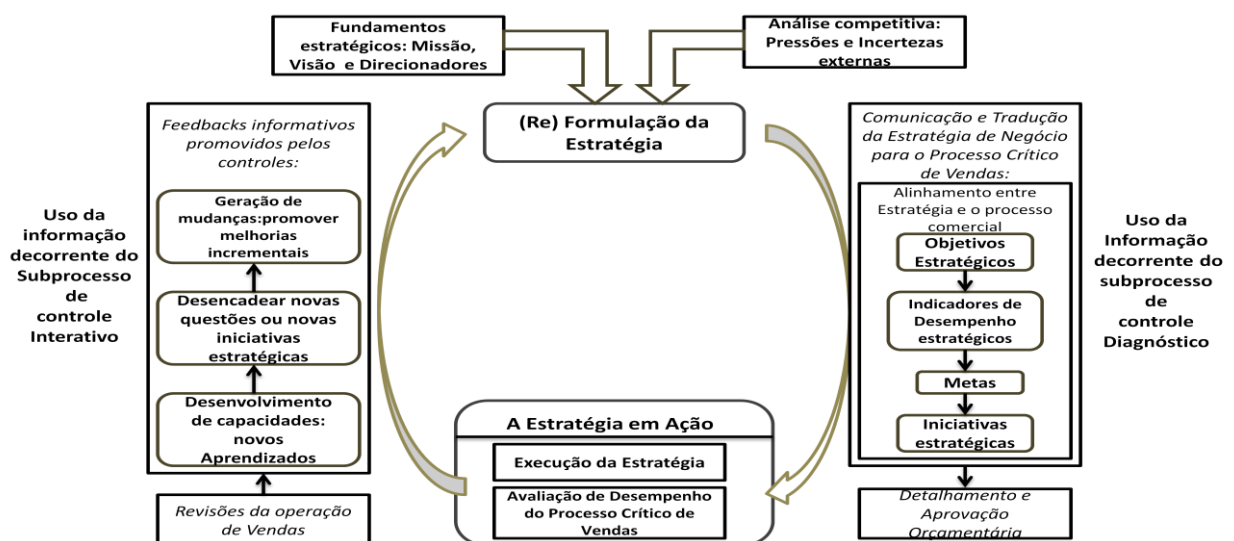 Fundamentos
estratégicos: Missão,
Visão e Direcionadores
Análise competitiva:
Pressões e Incertezas
externas
(Re) Formulação da
Estratégia
Uso da
informação
decorrente do
Subprocesso
de
controle
Interativo
Feedbacks informativos
promovidos pelos
controles:
Geração de
mudanças:promover
melhorias
incrementais
Desencadear novas
questões ou novas
iniciativas
estratégicas
Desenvolvimento
de capacidades:
novos
Aprendizados
Revisões da operação
de Vendas
A Estratégia em Ação
Execução da Estratégia
Avaliação de Desempenho
do Processo Crítico de
Vendas
Comunicação e Tradução
da Estratégia de Negócio
para o Processo Crítico
de Vendas:
Alinhamento entre
Estratégia e o processo
comercial
Objetivos
Estratégicos
Indicadores de
Desempenho
estratégicos
Metas
Iniciativas
estratégicas
Detalhamento e
Aprovação
Orçamentária
Uso da
Informação
decorrente do
subprocesso
de
controle
Diagnóstico